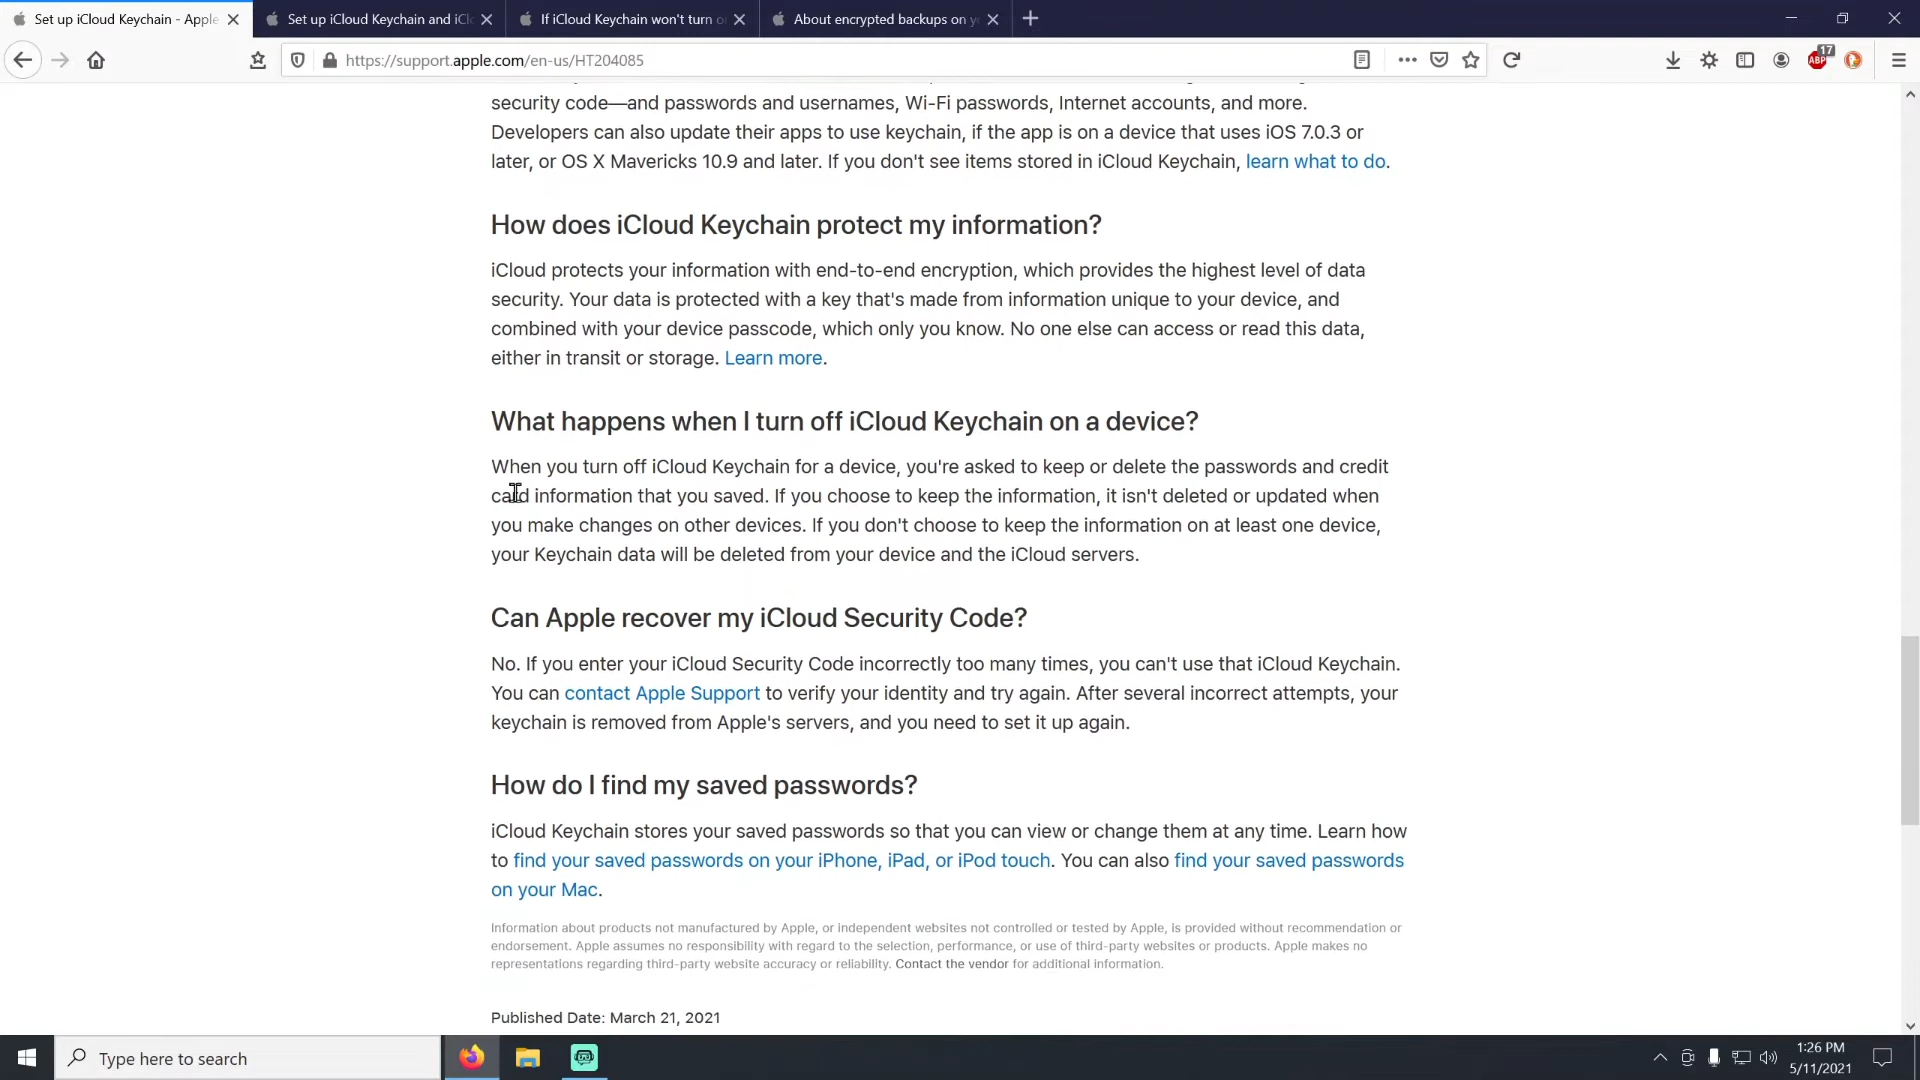 Set up iCloud Keychain - Apple
Set up iCloud Keychain and iCl
If iCloud Keychain won't turn o
About encrypted backups on y
https://support.apple.com/en-us/HT204085
ABP
17
security code—and passwords and usernames, Wi-Fi passwords, Internet accounts, and more.
Developers can also update their apps to use keychain, if the app is on a device that uses iOS 7.0.3 or
later, or OS X Mavericks 10.9 and later. If you don't see items stored in iCloud Keychain, learn what to do.
How does iCloud Keychain protect my information?
iCloud protects your information with end-to-end encryption, which provides the highest level of data
security. Your data is protected with a key that's made from information unique to your device, and
combined with your device passcode, which only you know. No one else can access or read this data,
either in transit or storage. Learn more.
What happens when I turn off iCloud Keychain on a device?
When you turn off iCloud Keychain for a device, you're asked to keep or delete the passwords and credit
card information that you saved. If you choose to keep the information, it isn't deleted or updated when
you make changes on other devices. If you don't choose to keep the information on at least one device,
your Keychain data will be deleted from your device and the iCloud servers.
Can Apple recover my iCloud Security Code?
No. If you enter your iCloud Security Code incorrectly too many times, you can't use that iCloud Keychain.
You can contact Apple Support to verify your identity and try again. After several incorrect attempts, your
keychain is removed from Apple's servers, and you need to set it up again.
How do I find my saved passwords?
iCloud Keychain stores your saved passwords so that you can view or change them at any time. Learn how
to find your saved passwords on your iPhone, iPad, or iPod touch. You can also find your saved passwords
on your Mac.
Information about products not manufactured by Apple, or independent websites not controlled or tested by Apple, is provided without recommendation or
endorsement. Apple assumes no responsibility with regard to the selection, performance, or use of third-party websites or products. Apple makes no
representations regarding third-party website accuracy or reliability. Contact the vendor for additional information.
Published Date: March 21, 2021
Type here to search
1:26 PM
5/11/2021